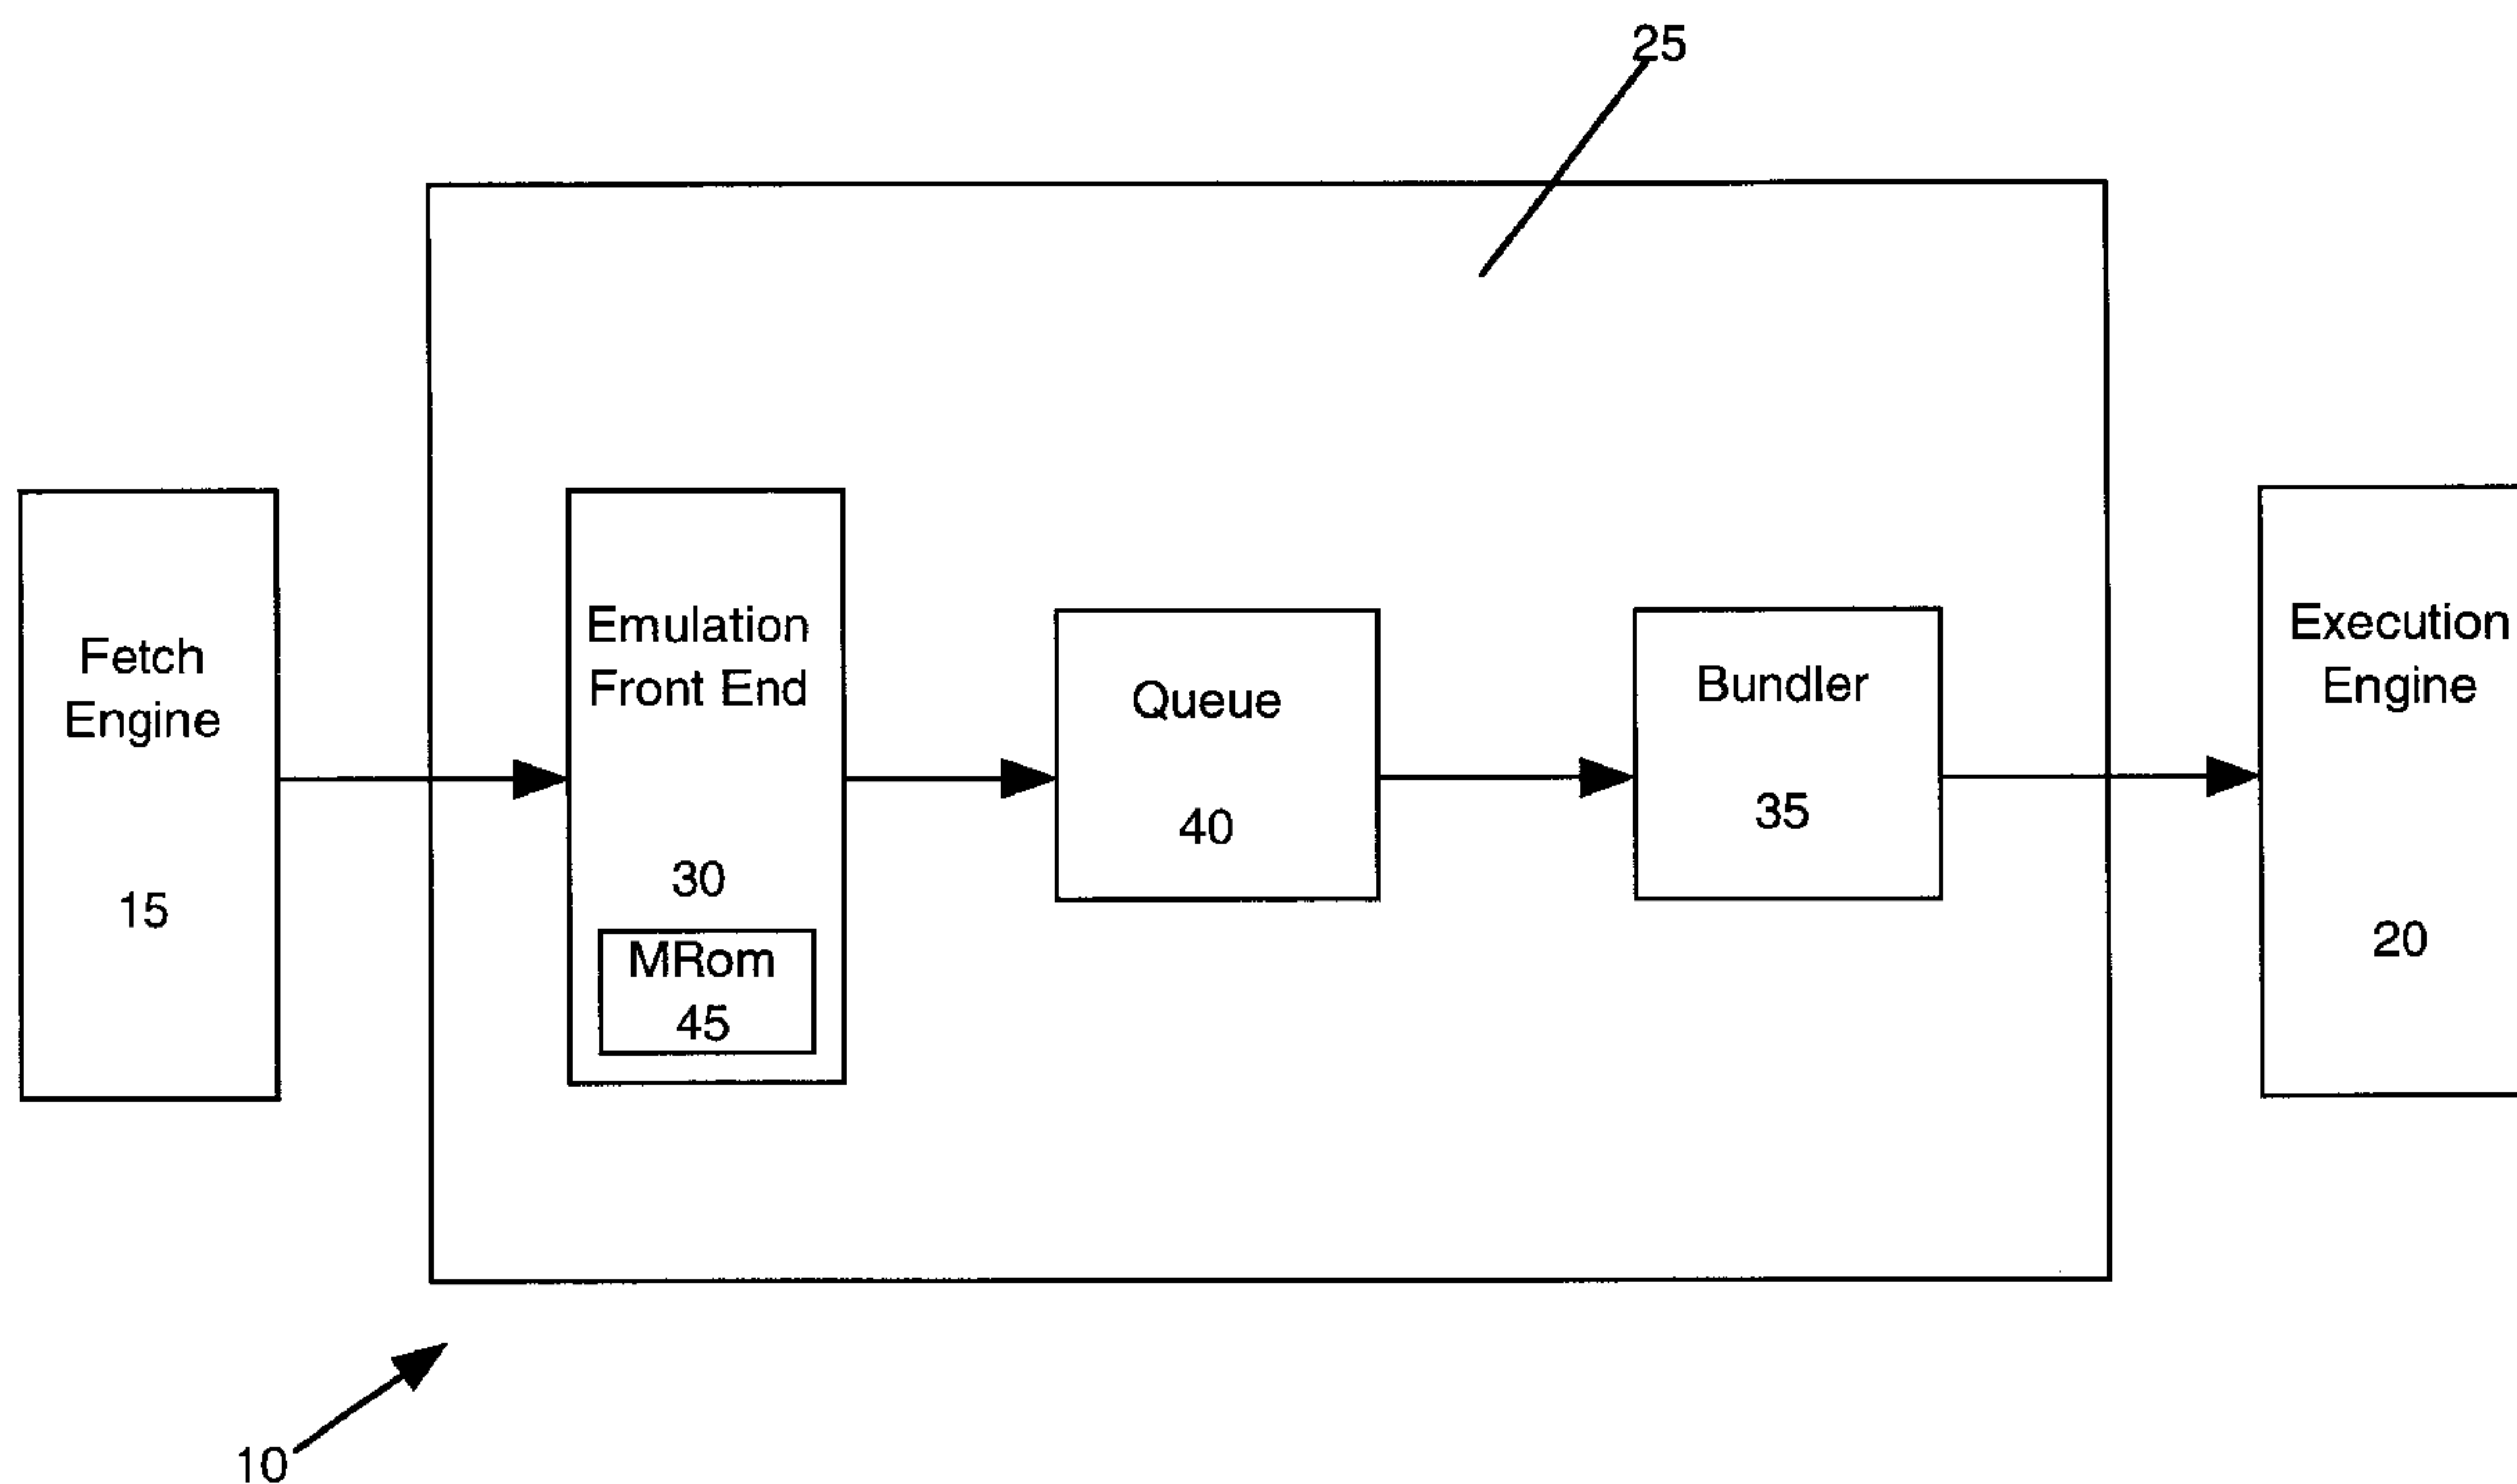 25
Fetch
Engine
15
Emulation
Front End
30
MRom
45
Queue
40
Bundler
35
Execution
Engine
20
10